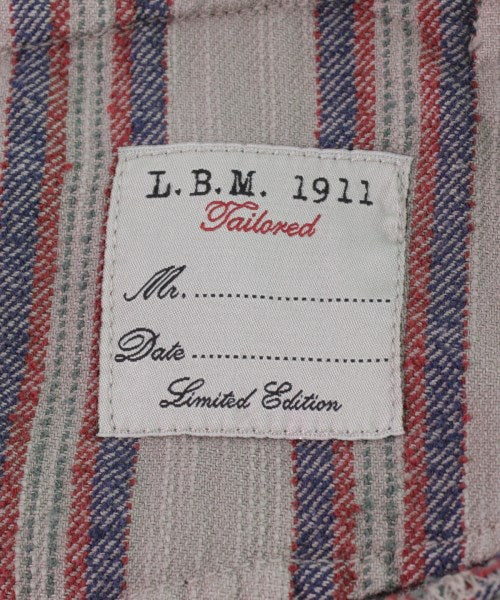 L.B.M. 1911
Tailored
Mr. ........................................
Date ........................................
Limited Edition